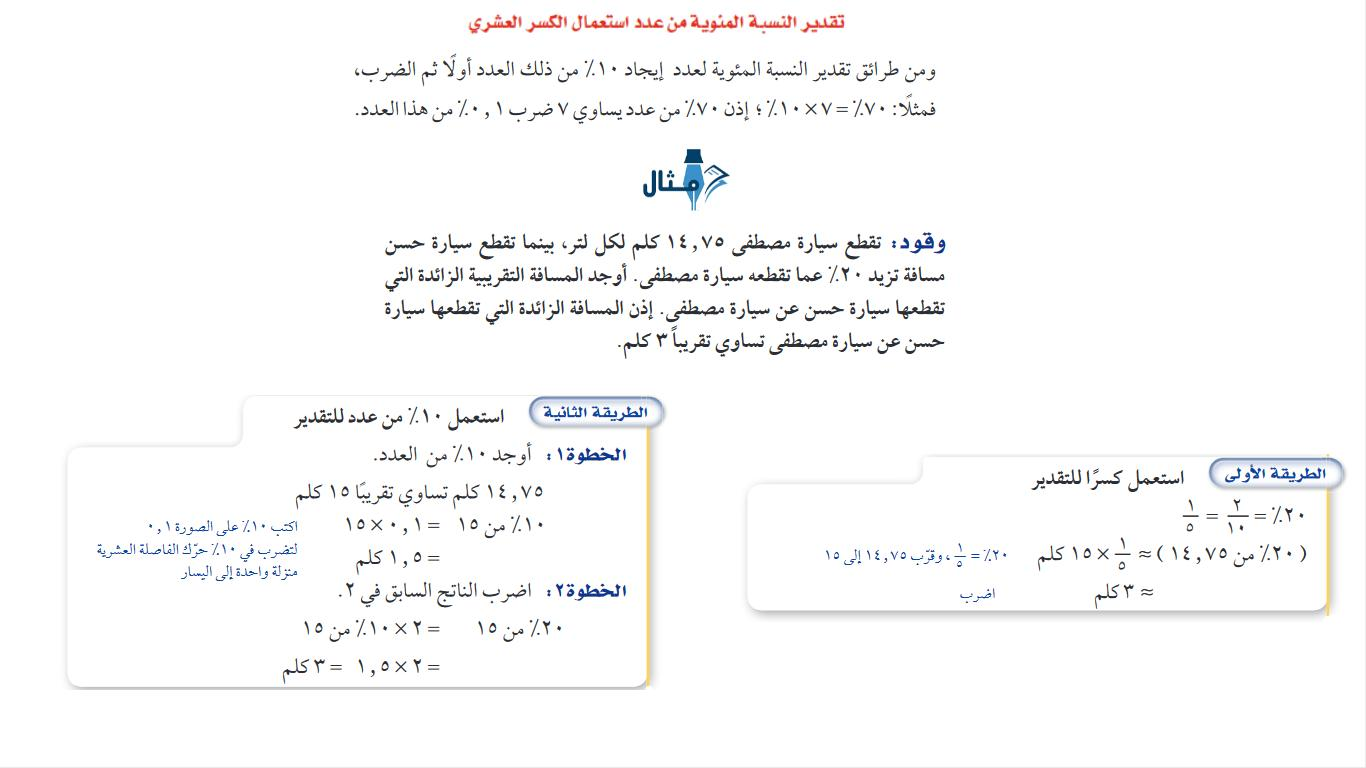 تقدير النسبة المئوية من عدد استعمال الكسر العشري
ومن طرائق تقدير النسبة المئوية لعدد إيجاد ١٠٪ من ذلك العدد أولًا ثم الضرب،
فمثلًا: ٧٠٪ = ٧ × ١٠٪ ؛ إذن ٧٠٪ من عدد يساوي ٧ ضرب ٠,١٪ من هذا العدد.
مثال
وقود: تقطع سيارة مصطفى ١٤,٧٥ كلم لكل لتر، بينما تقطع سيارة حسن
مسافة تزيد ٢٠٪ عما تقطعه سيارة مصطفى. أوجد المسافة التقريبية الزائدة التي
تقطعها سيارة حسن عن سيارة مصطفى. إذن المسافة الزائدة التي تقطعها سيارة
حسن عن سيارة مصطفى تساوي تقريباً ٣ كلم.
الطريقة الأولى استعمل كسرًا للتقدير
٢٠٪ = ٢/١٠ = ١/٥
(٢٠٪ من ١٤,٧٥) ≈ ١/٥ × ١٥ كلم ٢٠٪ = ١/٥، وقرّب ١٤,٧٥ إلى ١٥
≈ ٣ كلم اضرب
الطريقة الثانية استعمل ١٠٪ من عدد للتقدير
الخطوة١: أوجد ١٠٪ من العدد.
١٤,٧٥ كلم تساوي تقريبًا ١٥ كلم
١٠٪ من ١٥ = ٠,١ × ١٥ اكتب ١٠٪ على الصورة ٠,١
لتضرب في ١٠٪ حرّك الفاصلة العشرية
= ١,٥ كلم منزلة واحدة إلى اليسار
الخطوة٢: اضرب الناتج السابق في ٢.
٢٠٪ من ١٥ = ٢ × ١٠٪ من ١٥
= ٢ × ١,٥ = ٣ كلم